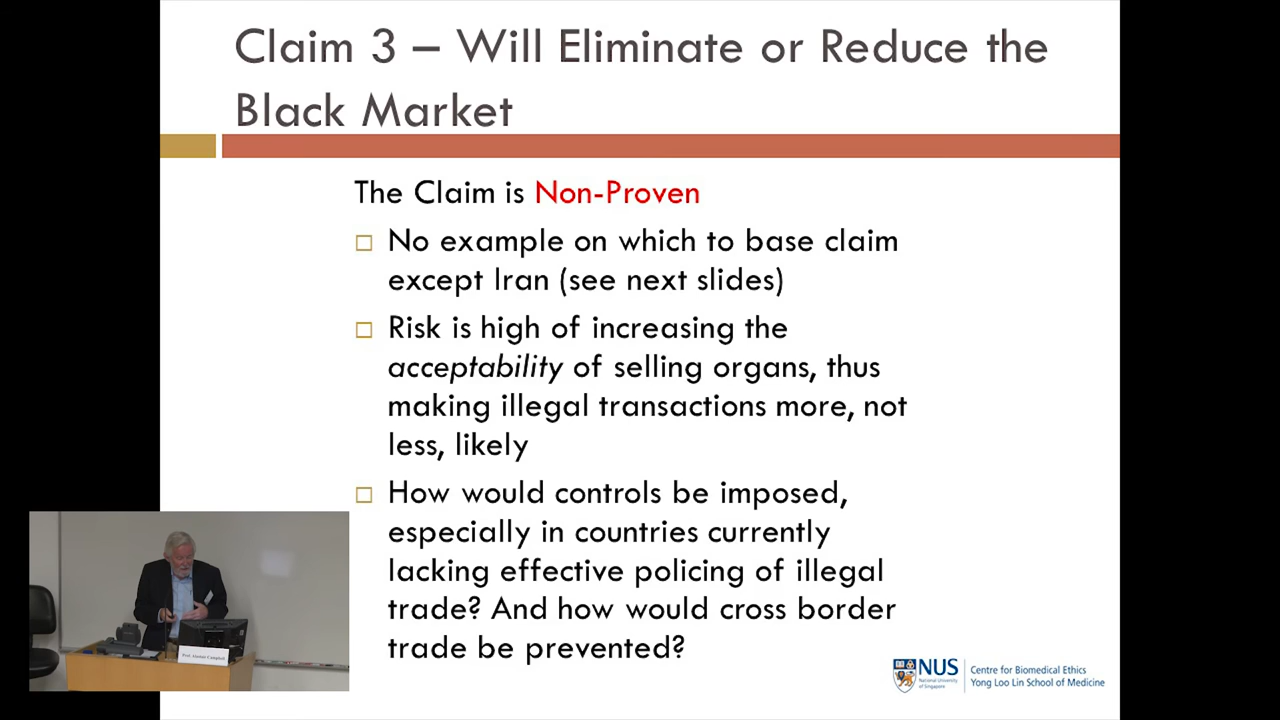 Claim 3 – Will Eliminate or Reduce the
Black Market
The Claim is Non-Proven
No example on which to base claim
except Iran (see next slides)
Risk is high of increasing the
acceptability of selling organs, thus
making illegal transactions more, not
less, likely
How would controls be imposed,
especially in countries currently
lacking effective policing of illegal
trade? And how would cross border
trade be prevented?
Prof. Alastair Campbell
NUS
National University
of Singapore
Centre for Biomedical Ethics
Yong Loo Lin School of Medicine